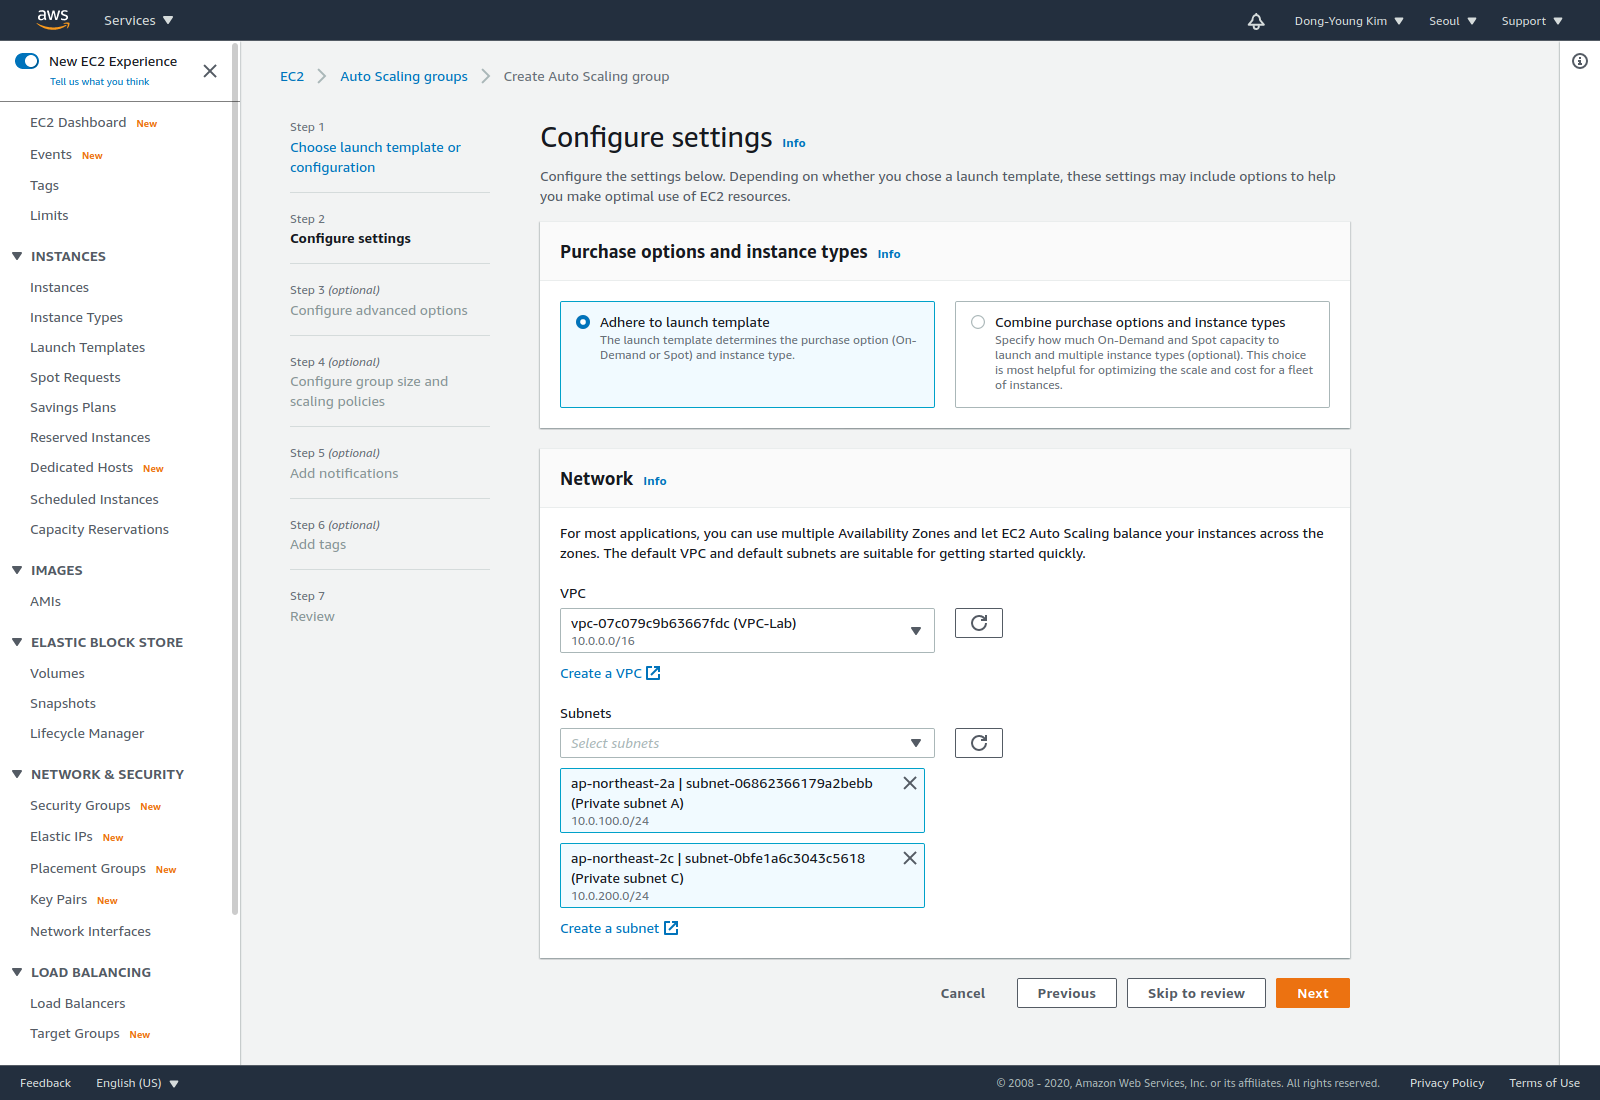 aws
Services
Dong-Young Kim
Seoul
Support
New EC2 Experience
Tell us what you think
EC2 Dashboard New
Events New
Tags
Limits
INSTANCES
Instances
Instance Types
Launch Templates
Spot Requests
Savings Plans
Reserved Instances
Dedicated Hosts New
Scheduled Instances
Capacity Reservations
IMAGES
AMIs
ELASTIC BLOCK STORE
Volumes
Snapshots
Lifecycle Manager
NETWORK & SECURITY
Security Groups New
Elastic IPs New
Placement Groups New
Key Pairs New
Network Interfaces
LOAD BALANCING
Load Balancers
Target Groups New
EC2
Auto Scaling groups
Create Auto Scaling group
Step 1
Choose launch template or
configuration
Step 2
Configure settings
Step 3 (optional)
Configure advanced options
Step 4 (optional)
Configure group size and
scaling policies
Step 5 (optional)
Add notifications
Step 6 (optional)
Add tags
Step 7
Review
Configure settings Info
Configure the settings below. Depending on whether you chose a launch template, these settings may include options to help
you make optimal use of EC2 resources.
Purchase options and instance types Info
Adhere to launch template
The launch template determines the purchase option (On-
Demand or Spot) and instance type.
Combine purchase options and instance types
Specify how much On-Demand and Spot capacity to
launch and multiple instance types (optional). This choice
is most helpful for optimizing the scale and cost for a fleet
of instances.
Network Info
For most applications, you can use multiple Availability Zones and let EC2 Auto Scaling balance your instances across the
zones. The default VPC and default subnets are suitable for getting started quickly.
VPC
vpc-07c079c9b63667fdc (VPC-Lab)
10.0.0.0/16
Create a VPC
Subnets
Select subnets
ap-northeast-2a | subnet-06862366179a2bebb
(Private subnet A)
10.0.100.0/24
ap-northeast-2c | subnet-0bfe1a6c3043c5618
(Private subnet C)
10.0.200.0/24
Create a subnet
Cancel
Previous
Skip to review
Next
Feedback
English (US)
© 2008 - 2020, Amazon Web Services, Inc. or its affiliates. All rights reserved.
Privacy Policy
Terms of Use